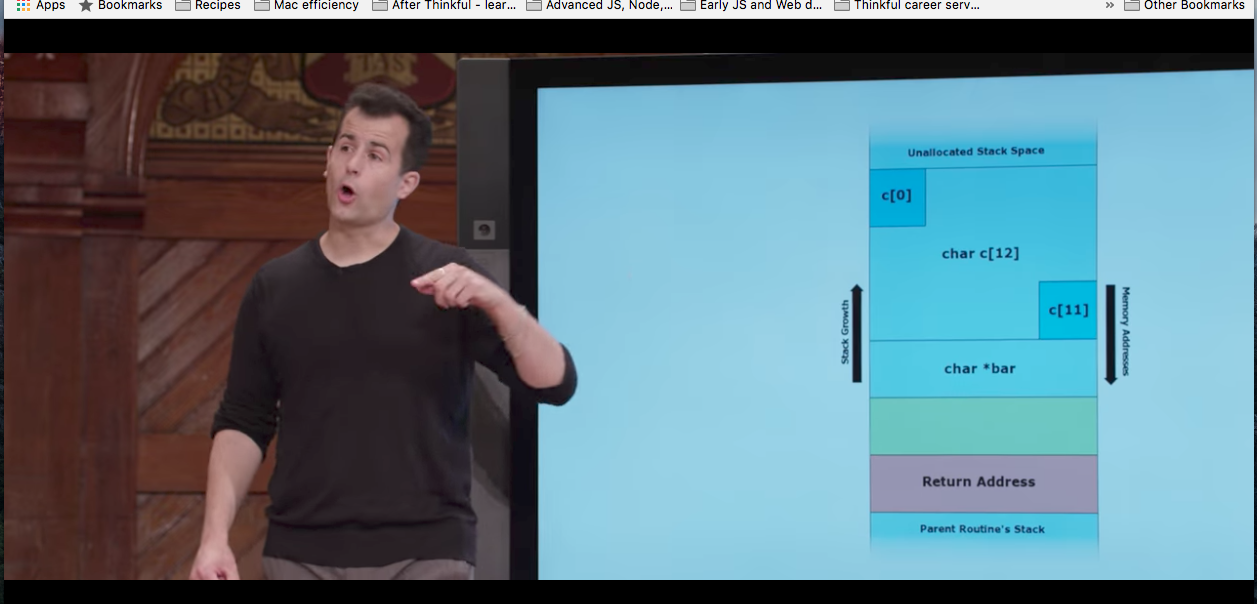 Apps Bookmarks Recipes Mac efficiency After Thinkful - lear... Advanced JS, Node,... Early JS and Web d... Thinkful career serv... » Other Bookmarks
TAS
Unallocated Stack Space
c[0]
char c[12]
c[11]
Stack Growth
Memory Addresses
char *bar
Return Address
Parent Routine's Stack